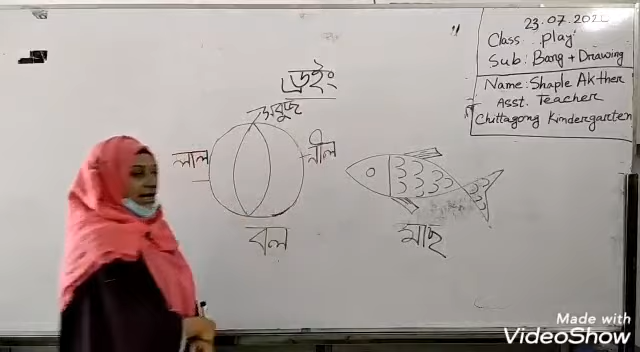 23.07.202
Class. play
Sub: Bang + Drawing
Name: Shaple Akther
Asst. Teacher
Chittagong Kindergarten
ড্রইং
সবুজ
লাল
নীল
বল
মাছ
Made with
VideoShow